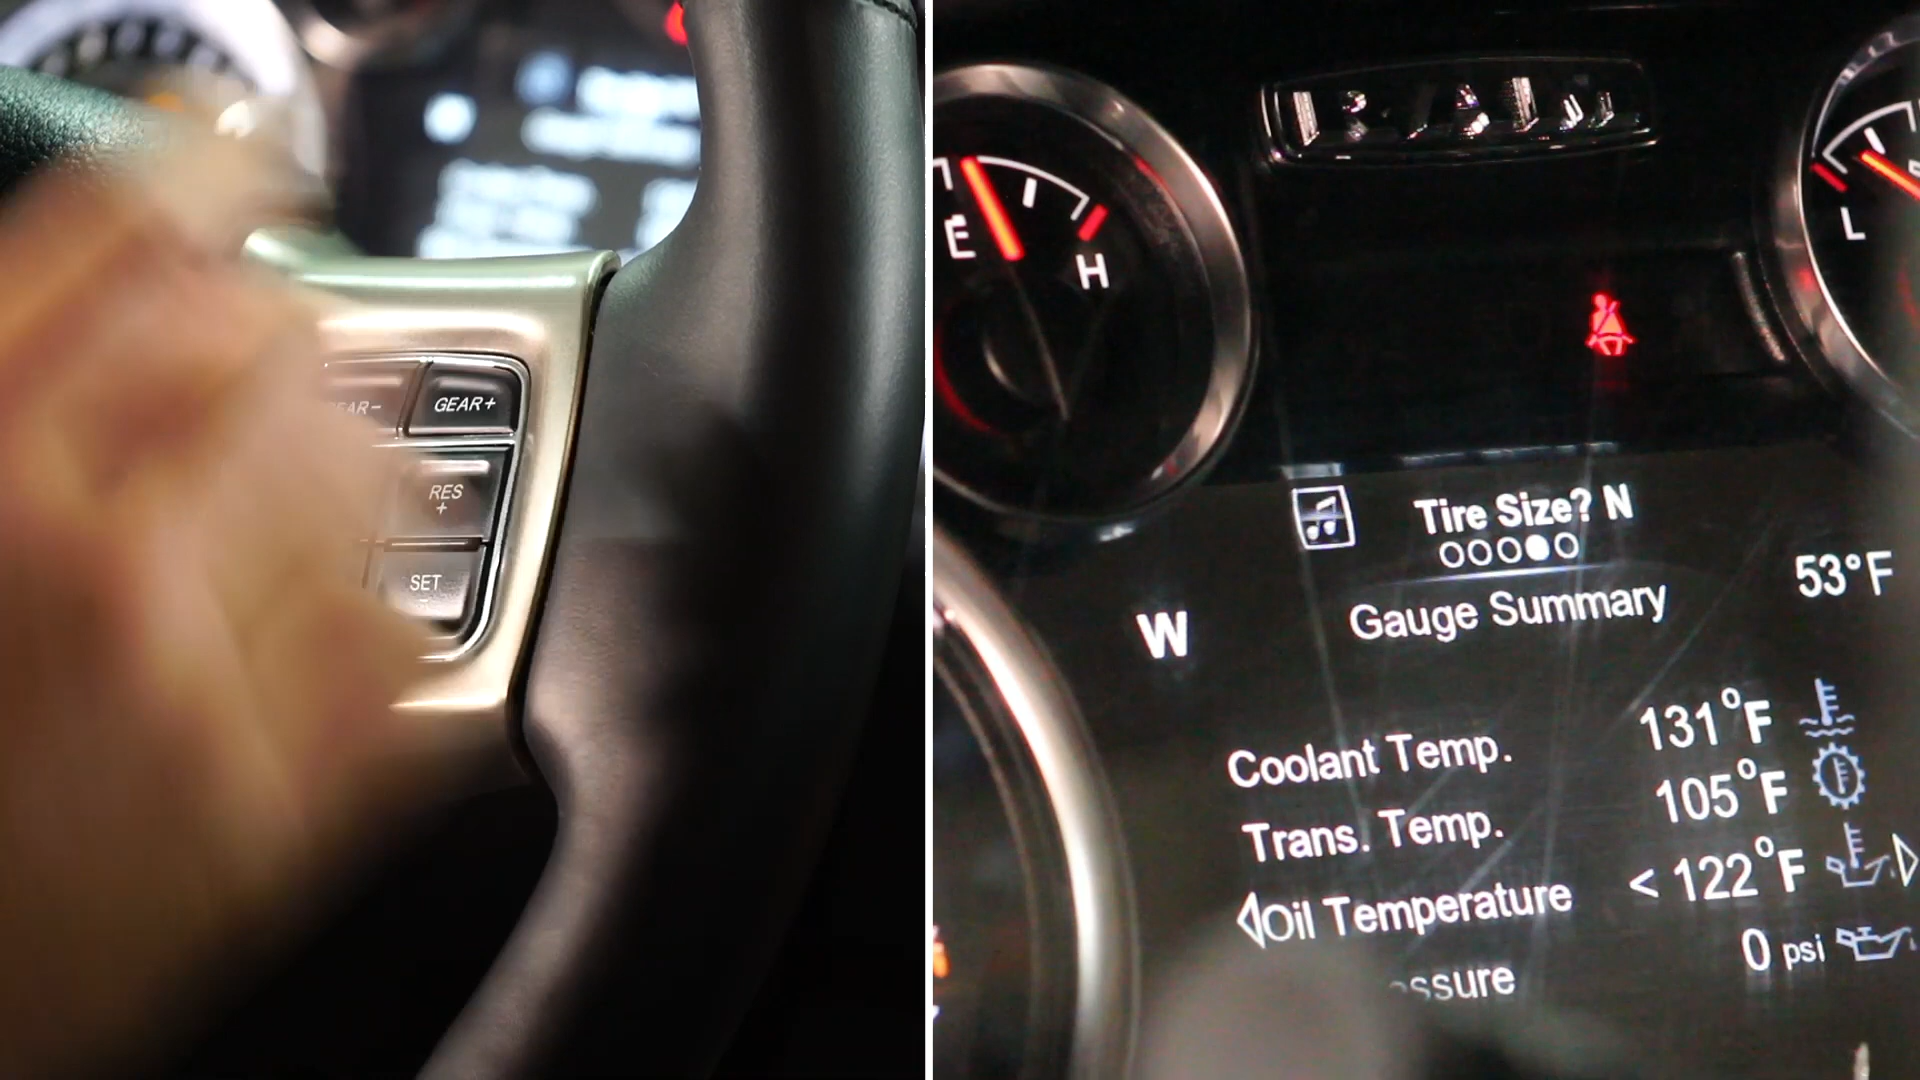 GEAR+
RES
+
SET
E
H
RAM
L
Tire Size? N
53°F
Gauge Summary
W
Coolant Temp. 131°F
Trans. Temp. 105°F
Oil Temperature < 122°F
0 psi